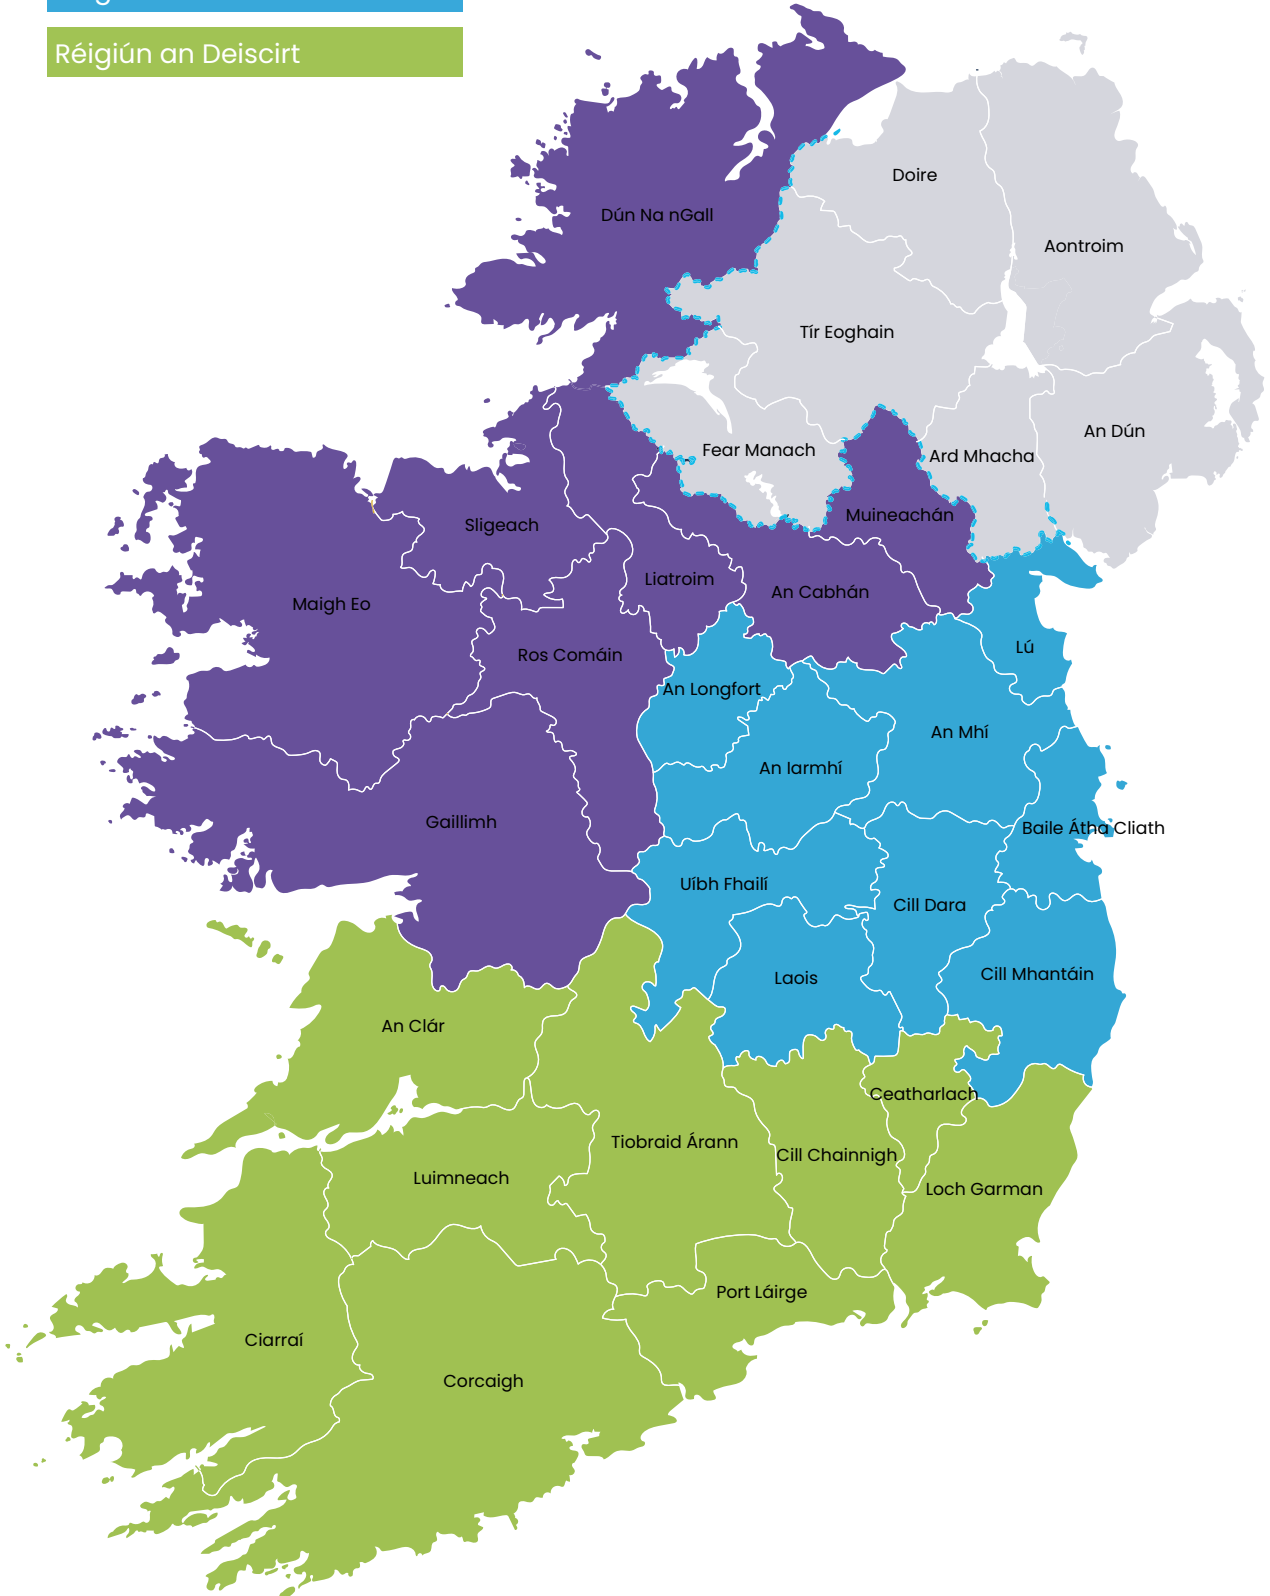 Réigiún an Deiscirt
Doire
Dún Na nGall
Aontroim
Tír Eoghain
An Dún
Fear Manach
Ard Mhacha
Muineachán
Sligeach
Liatroim
An Cabhán
Maigh Eo
Lú
Ros Comáin
An Longfort
An Mhí
An Iarmhí
Gaillimh
Baile Átha Cliath
Uíbh Fhailí
Cill Dara
Cill Mhantáin
Laois
An Clár
Ceatharlach
Tiobraid Árann
Cill Chainnigh
Luimneach
Loch Garman
Port Láirge
Ciarraí
Corcaigh